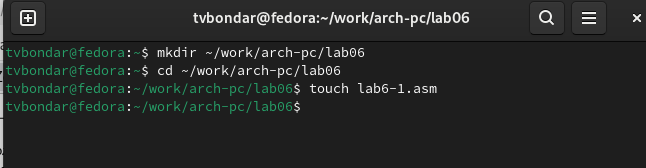 tvbondar@fedora:~/work/arch-pc/lab06
tvbondar@fedora:~$ mkdir ~/work/arch-pc/lab06
tvbondar@fedora:~$ cd ~/work/arch-pc/lab06
tvbondar@fedora:~/work/arch-pc/lab06$ touch lab6-1.asm
tvbondar@fedora:~/work/arch-pc/lab06$